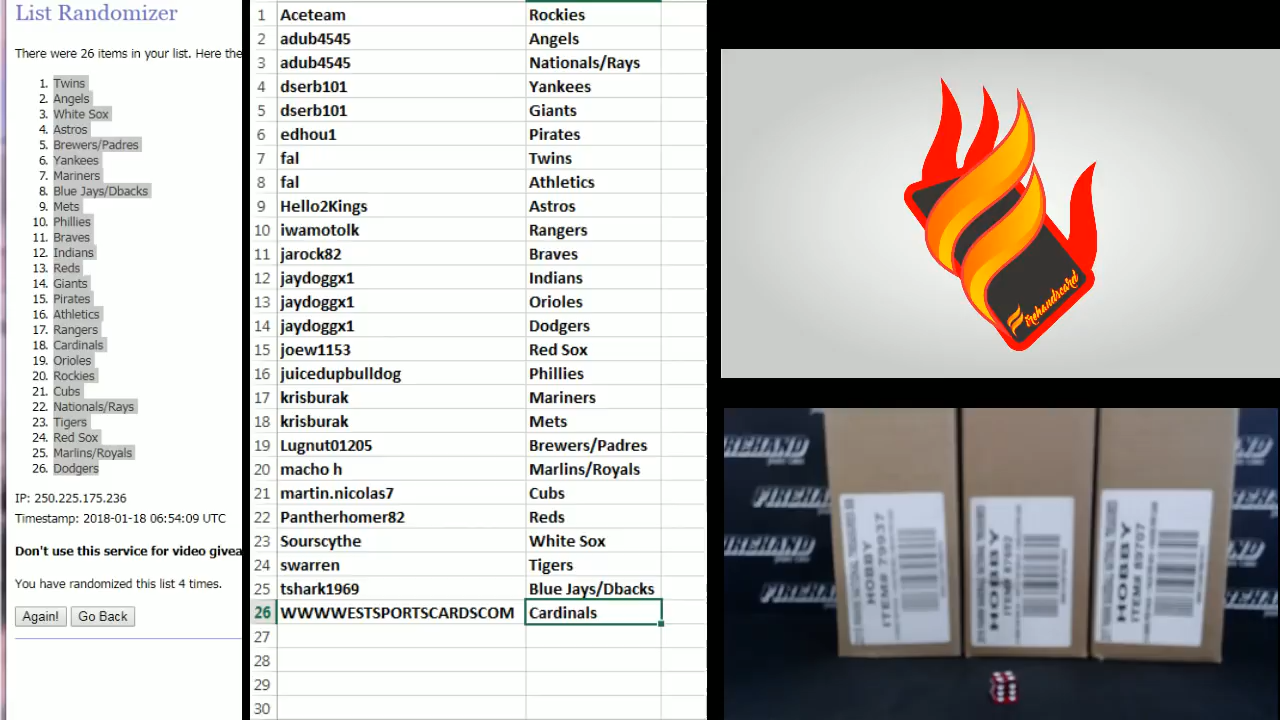 List Randomizer
There were 26 items in your list. Here the
1. Twins
2. Angels
3. White Sox
4. Astros
5. Brewers/Padres
6. Yankees
7. Mariners
8. Blue Jays/Dbacks
9. Mets
10. Phillies
11. Braves
12. Indians
13. Reds
14. Giants
15. Pirates
16. Athletics
17. Rangers
18. Cardinals
19. Orioles
20. Rockies
21. Cubs
22. Nationals/Rays
23. Tigers
24. Red Sox
25. Marlins/Royals
26. Dodgers
IP: 250.225.175.236
Timestamp: 2018-01-18 06:54:09 UTC
Don't use this service for video givea
You have randomized this list 4 times.
Again! Go Back
1 Aceteam Rockies
2 adub4545 Angels
3 adub4545 Nationals/Rays
4 dserb101 Yankees
5 dserb101 Giants
6 edhou1 Pirates
7 fal Twins
8 fal Athletics
9 Hello2Kings Astros
10 iwamotolk Rangers
11 jarock82 Braves
12 jaydoggx1 Indians
13 jaydoggx1 Orioles
14 jaydoggx1 Dodgers
15 joew1153 Red Sox
16 juicedupbulldog Phillies
17 krisburak Mariners
18 krisburak Mets
19 Lugnut01205 Brewers/Padres
20 macho h Marlins/Royals
21 martin.nicolas7 Cubs
22 Pantherhomer82 Reds
23 Sourscythe White Sox
24 swarren Tigers
25 tshark1969 Blue Jays/Dbacks
26 WWWWESTSPORTSCARDSCOM Cardinals
27
28
29
30
Firehandscard
FIREHAND
HOBBY
ITEM 79937
HOBBY
HOBBY
ITEM 89707